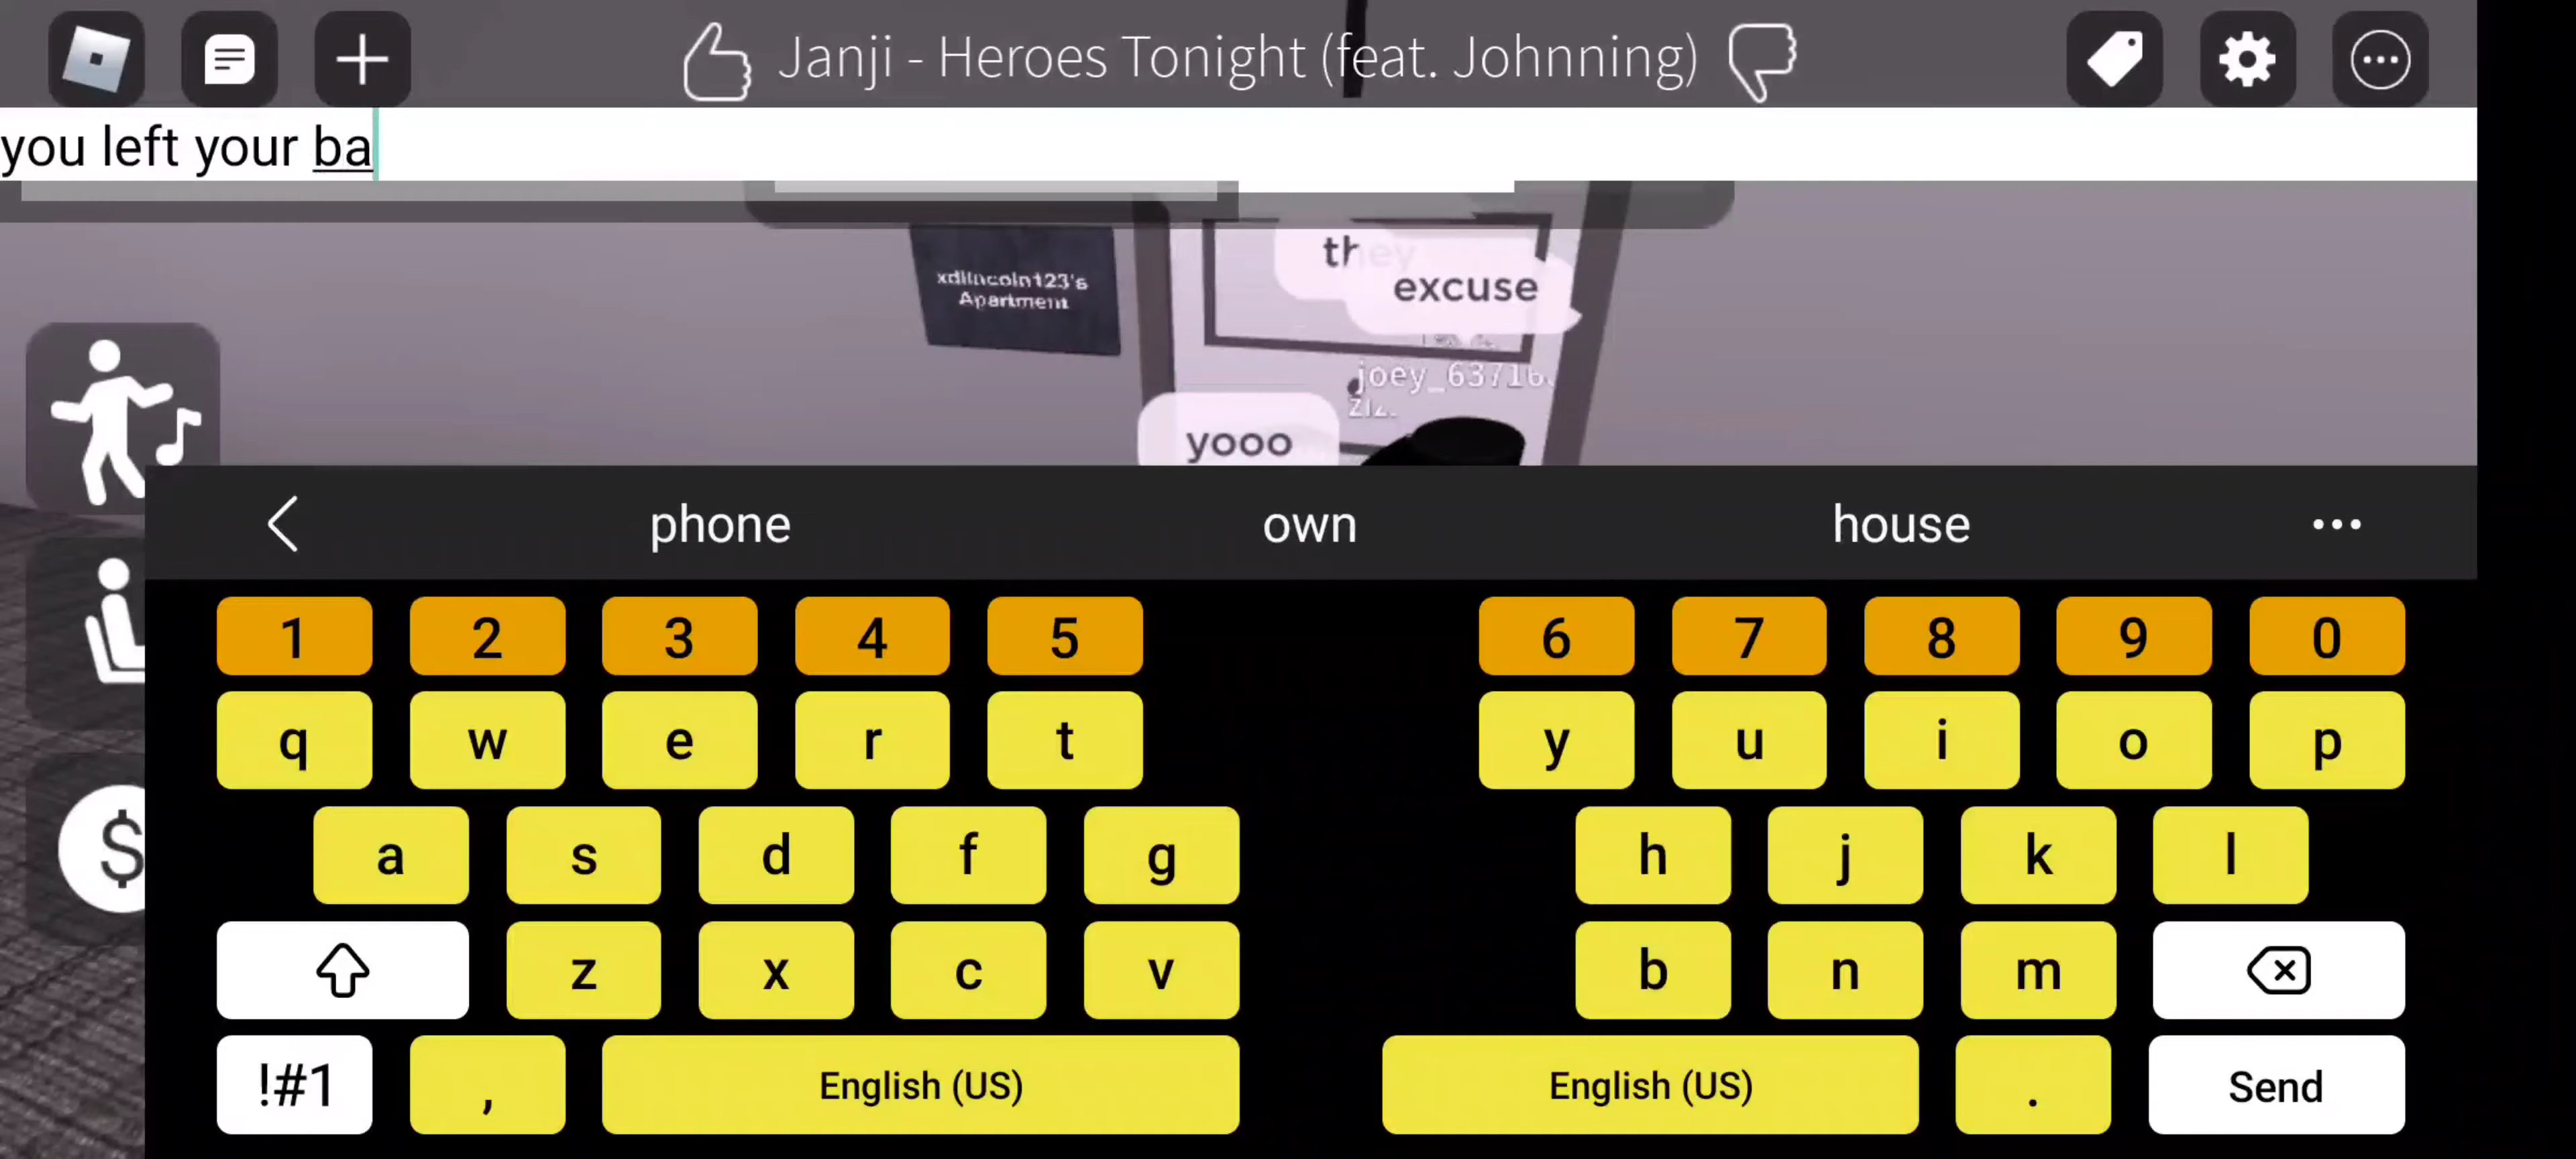 Janji - Heroes Tonight (feat. Johnning)
you left your ba
xdlincoln123's
Apartment
they
excuse
yooo
phone own house
1 2 3 4 5 6 7 8 9 0
q w e r t y u i o p
a s d f g h j k l
z x c v b n m
!#1 , English (US) English (US) . Send
$